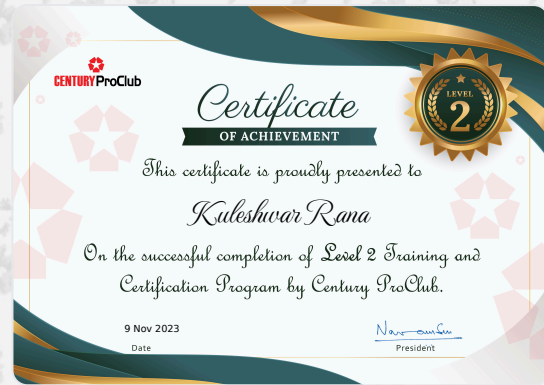 CENTURY ProClub
LEVEL
2
Certificate
OF ACHIEVEMENT
This certificate is proudly presented to
Kuleshwar Rana
On the successful completion of Level 2 Training and
Certification Program by Century ProClub.
9 Nov 2023
Date
President